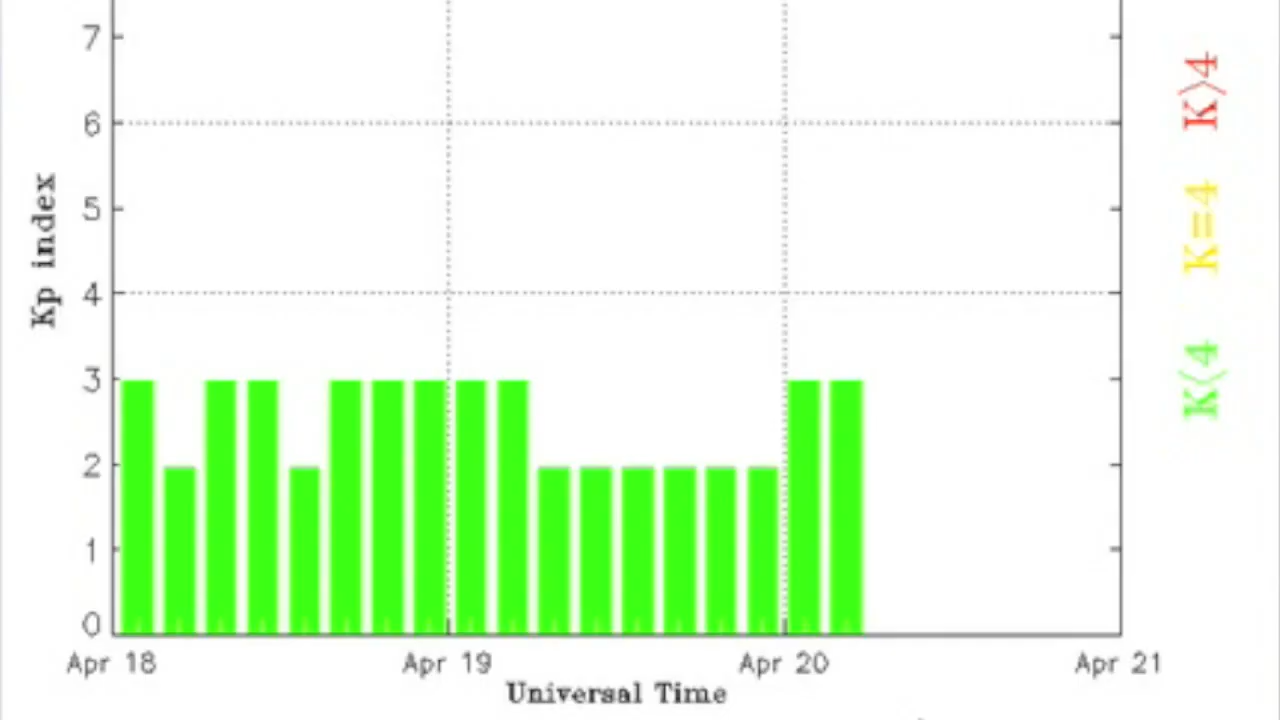 7
6
5
4
3
2
1
0
Kp index
Apr 18
Apr 19
Apr 20
Apr 21
Universal Time
K>4
K=4
K<4